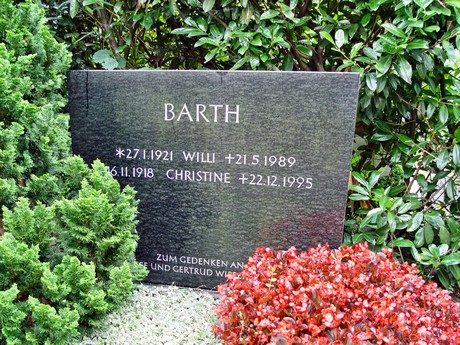 BARTH
*27.1.1921 WILLI +21.5.1989
6.11.1918 CHRISTINE +22.12.1995
ZUM GEDENKEN AN
UND GERTRUD